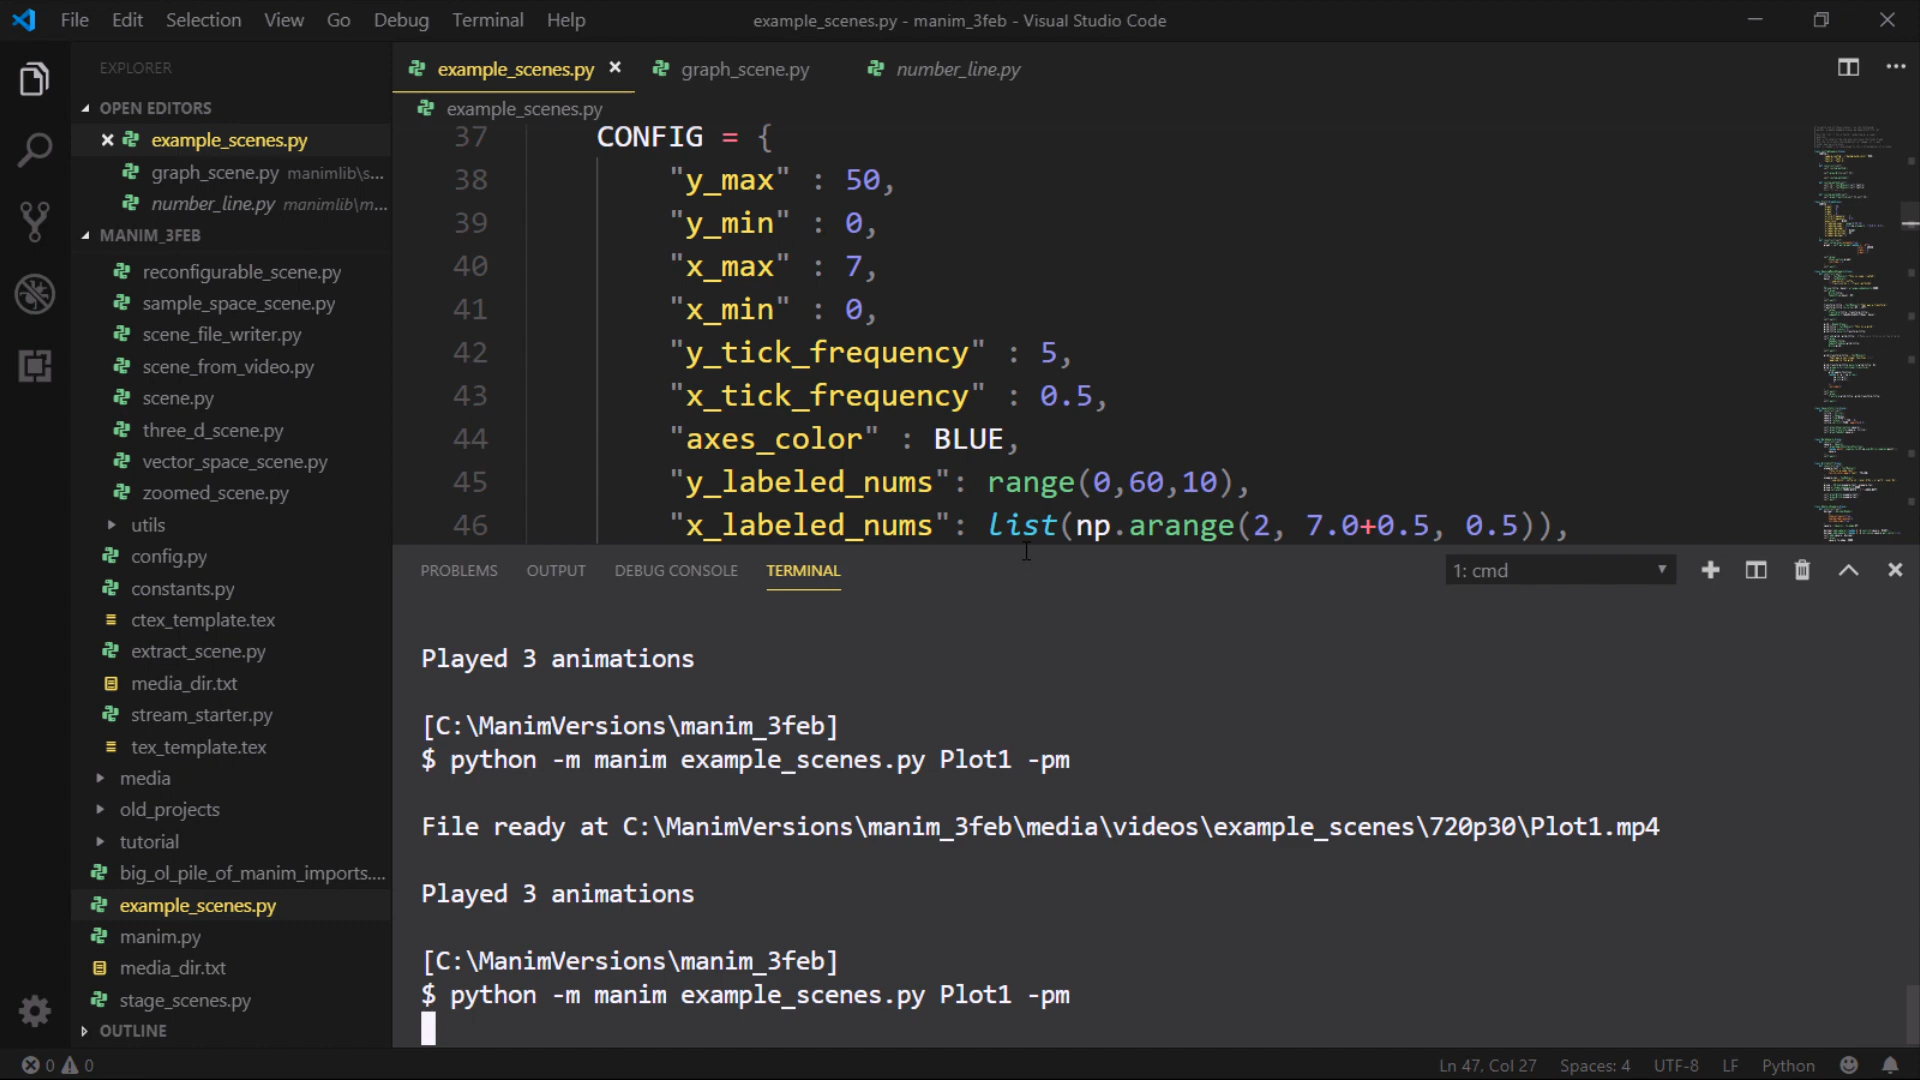 File Edit Selection View Go Debug Terminal Help
example_scenes.py - manim_3feb - Visual Studio Code
EXPLORER
OPEN EDITORS
example_scenes.py
graph_scene.py manimlib\s...
number_line.py manimlib\m...
MANIM_3FEB
reconfigurable_scene.py
sample_space_scene.py
scene_file_writer.py
scene_from_video.py
scene.py
three_d_scene.py
vector_space_scene.py
zoomed_scene.py
utils
config.py
constants.py
ctex_template.tex
extract_scene.py
media_dir.txt
stream_starter.py
tex_template.tex
media
old_projects
tutorial
big_ol_pile_of_manim_imports....
example_scenes.py
manim.py
media_dir.txt
stage_scenes.py
OUTLINE
example_scenes.py graph_scene.py number_line.py
example_scenes.py
37 CONFIG = {
38 "y_max" : 50,
39 "y_min" : 0,
40 "x_max" : 7,
41 "x_min" : 0,
42 "y_tick_frequency" : 5,
43 "x_tick_frequency" : 0.5,
44 "axes_color" : BLUE,
45 "y_labeled_nums": range(0,60,10),
46 "x_labeled_nums": list(np.arange(2, 7.0+0.5, 0.5)),
PROBLEMS OUTPUT DEBUG CONSOLE TERMINAL 1: cmd
Played 3 animations
[C:\ManimVersions\manim_3feb]
$ python -m manim example_scenes.py Plot1 -pm
File ready at C:\ManimVersions\manim_3feb\media\videos\example_scenes\720p30\Plot1.mp4
Played 3 animations
[C:\ManimVersions\manim_3feb]
$ python -m manim example_scenes.py Plot1 -pm
0 0 Ln 47, Col 27 Spaces: 4 UTF-8 LF Python